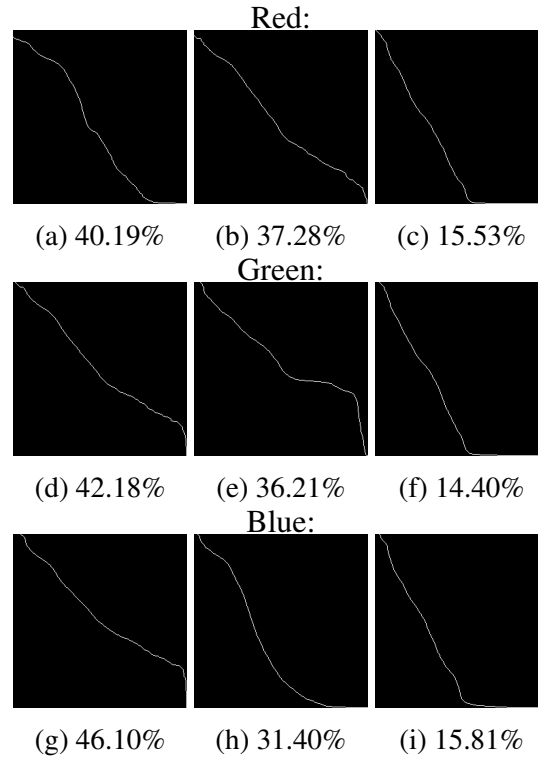 Red:
(a) 40.19% (b) 37.28% (c) 15.53%
Green:
(d) 42.18% (e) 36.21% (f) 14.40%
Blue:
(g) 46.10% (h) 31.40% (i) 15.81%